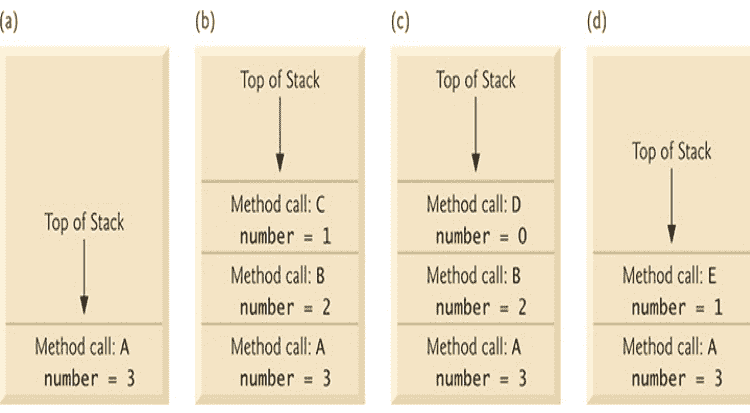 (a)
Top of Stack
Method call: A
number = 3
(b)
Top of Stack
Method call: C
number = 1
Method call: B
number = 2
Method call: A
number = 3
(c)
Top of Stack
Method call: D
number = 0
Method call: B
number = 2
Method call: A
number = 3
(d)
Top of Stack
Method call: E
number = 1
Method call: A
number = 3